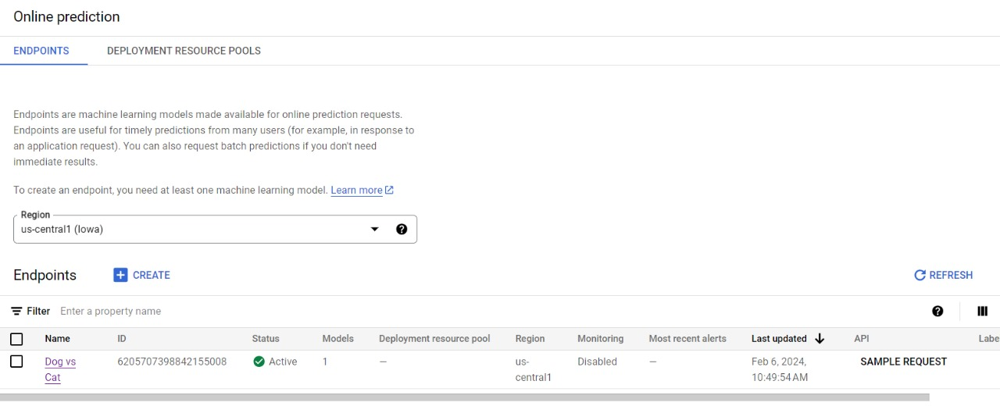 Online prediction
ENDPOINTS DEPLOYMENT RESOURCE POOLS
Endpoints are machine learning models made available for online prediction requests.
Endpoints are useful for timely predictions from many users (for example, in response to
an application request). You can also request batch predictions if you don't need
immediate results.
To create an endpoint, you need at least one machine learning model. Learn more
Region
us-central1 (Iowa)
Endpoints CREATE REFRESH
Filter Enter a property name
Name ID Status Models Deployment resource pool Region Monitoring Most recent alerts Last updated API Labe
Dog vs 6205707398842155008 Active 1 — us- Disabled — Feb 6, 2024, SAMPLE REQUEST
Cat central1 10:49:54 AM